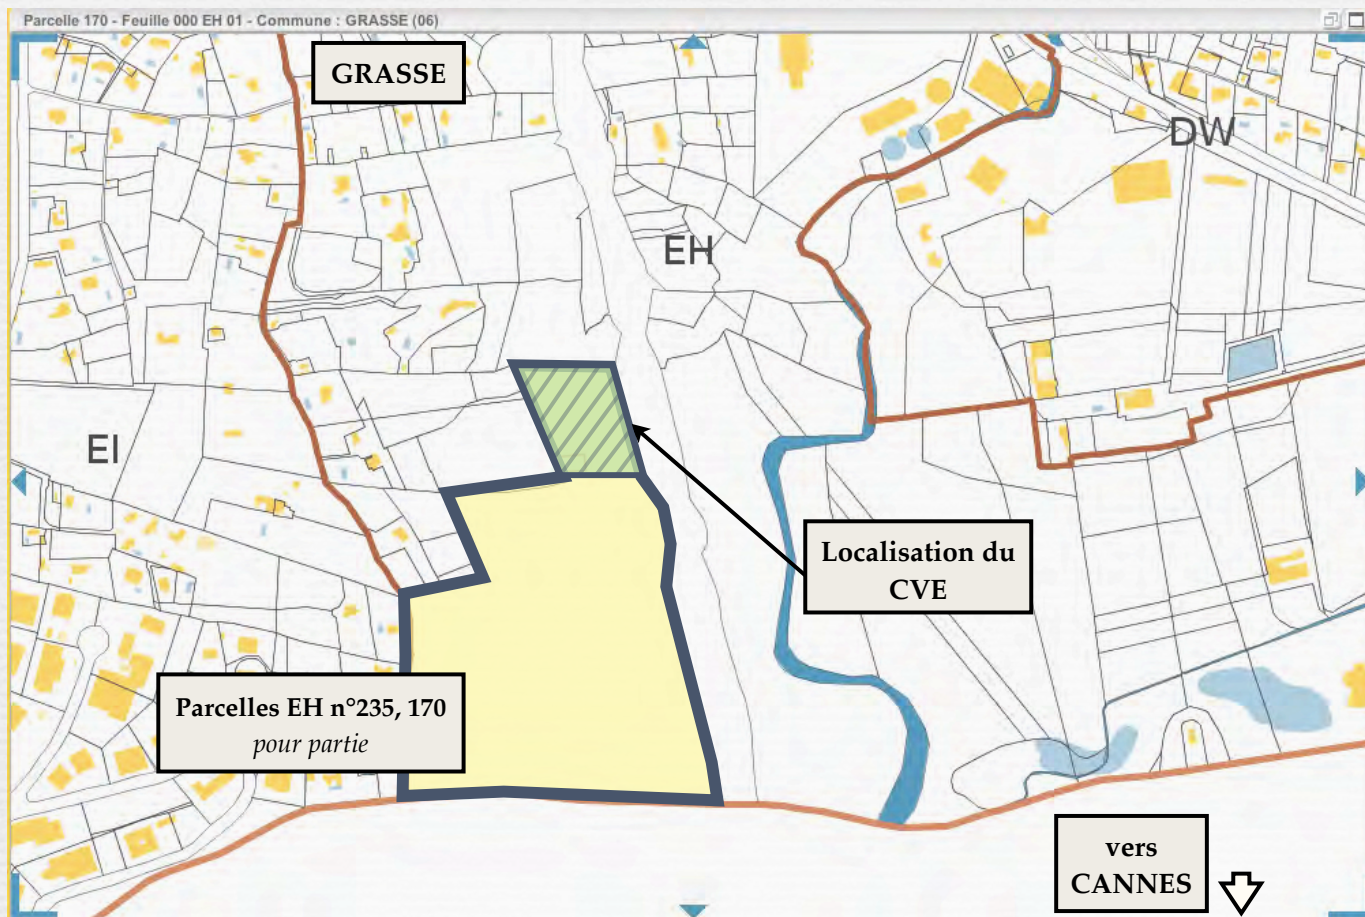 Parcelle 170 - Feuille 000 EH 01 - Commune : GRASSE (06)
GRASSE
DW
EH
EI
Localisation du
CVE
Parcelles EH n°235, 170
pour partie
vers
CANNES